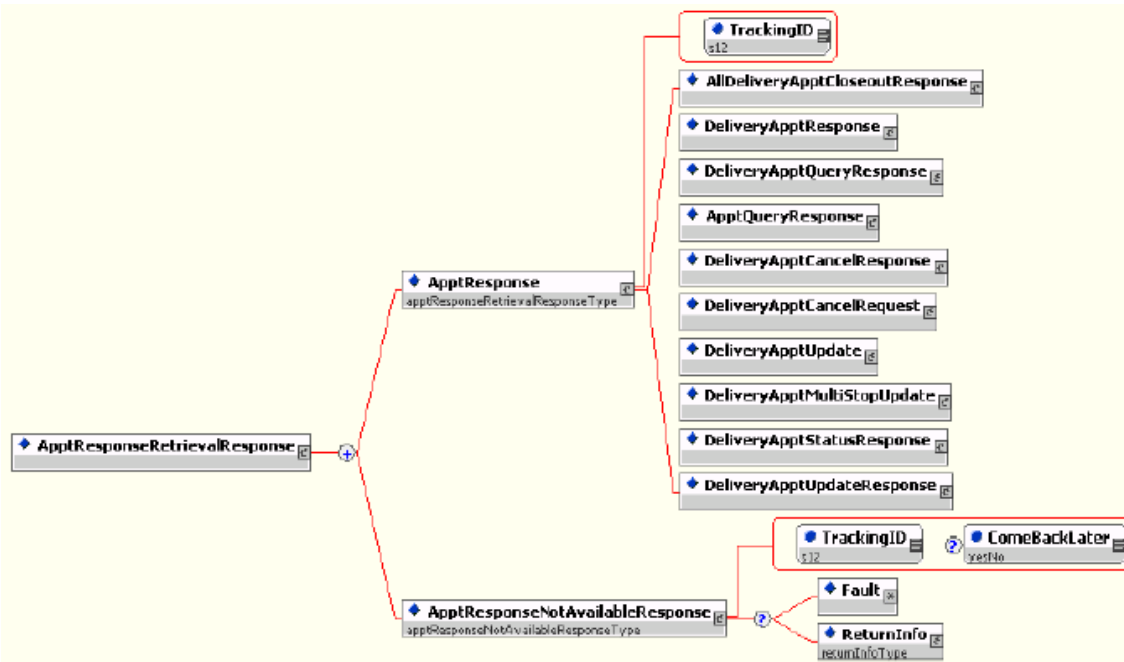 TrackingID
s12
AllDeliveryApptCloseoutResponse
DeliveryApptResponse
DeliveryApptQueryResponse
ApptQueryResponse
DeliveryApptCancelResponse
ApptResponse
apptResponseRetrievalResponseType
DeliveryApptCancelRequest
DeliveryApptUpdate
DeliveryApptMultiStopUpdate
ApptResponseRetrievalResponse
DeliveryApptStatusResponse
DeliveryApptUpdateResponse
TrackingID
s12
? ComeBackLater
yesNo
ApptResponseNotAvailableResponse
apptResponseNotAvailableResponseType
?
Fault
ReturnInfo
returnInfoType